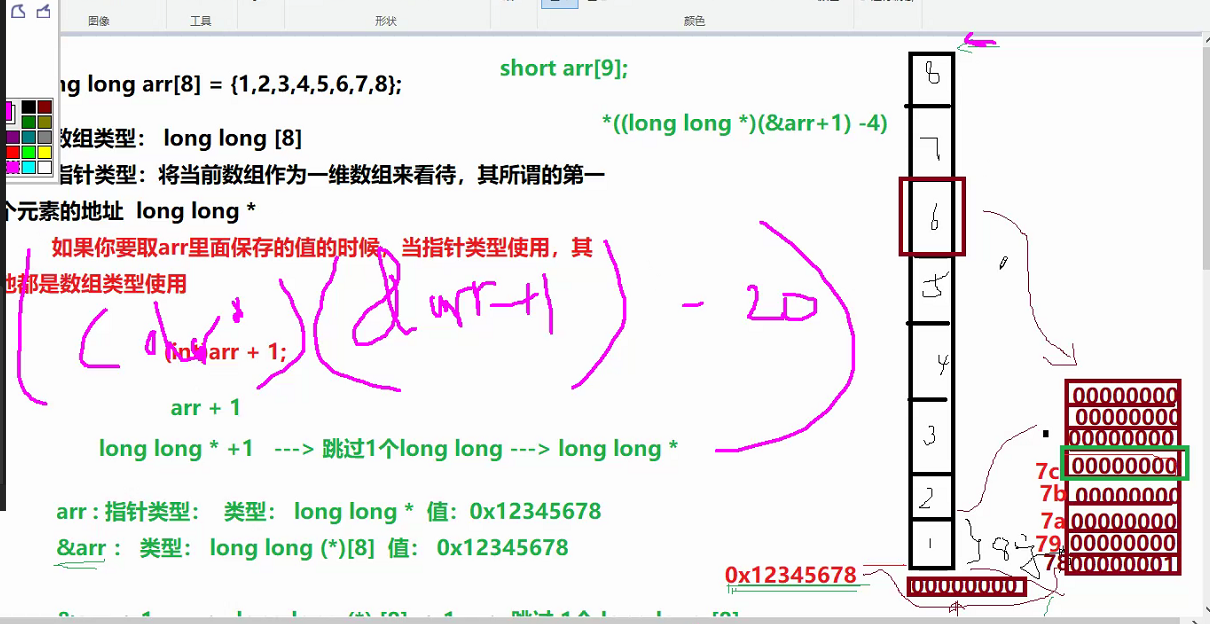 图像 工具 形状 颜色
ng long arr[8] = {1,2,3,4,5,6,7,8};
short arr[9];
*((long long *)(&arr+1) -4)
数组类型： long long [8]
指针类型：将当前数组作为一维数组来看待，其所谓的第一
个元素的地址 long long *
如果你要取arr里面保存的值的时候，当指针类型使用，其
他都是数组类型使用
(int)arr + 1;
(&arr+1) - 20
arr + 1
long long * +1 ---> 跳过1个long long ---> long long *
arr : 指针类型： 类型： long long * 值：0x12345678
&arr ： 类型： long long (*)[8] 值： 0x12345678
8
7
6
5
4
3
2
1
0x12345678
00000000
00000000
00000000
00000000
7c 00000000
7b 00000000
7a 00000000
79 00000000
78 00000001